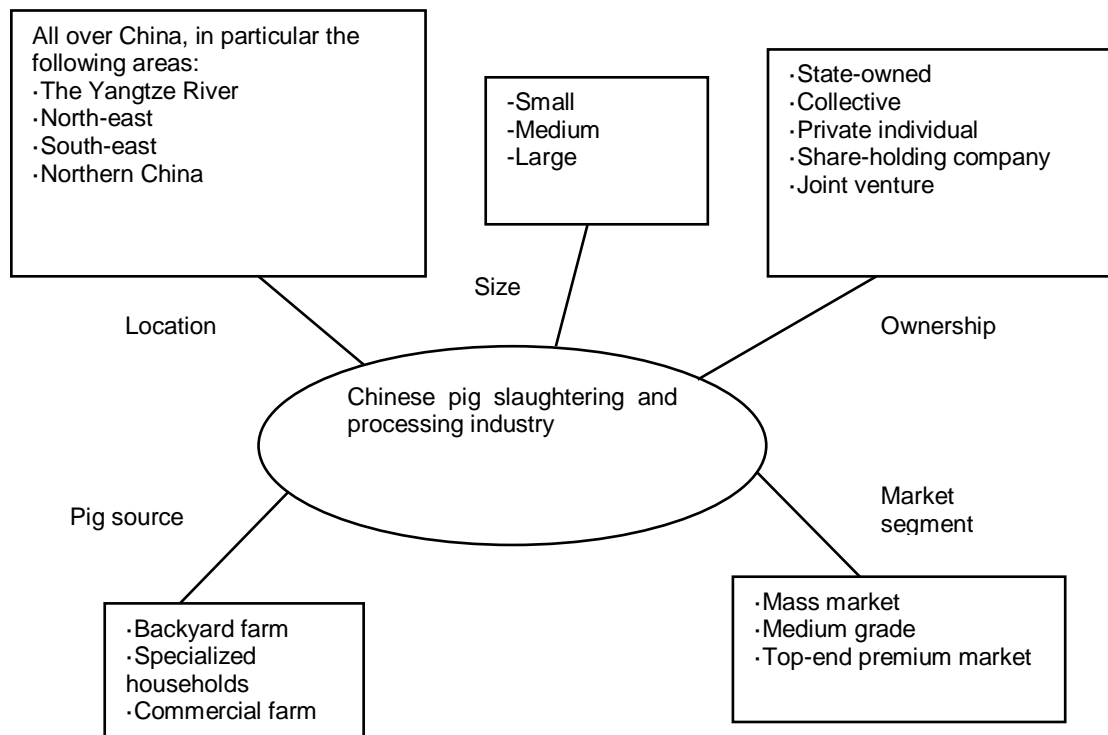 All over China, in particular the
following areas:
·The Yangtze River
·North-east
·South-east
·Northern China
-Small
-Medium
-Large
·State-owned
·Collective
·Private individual
·Share-holding company
·Joint venture
Size
Location
Ownership
Chinese pig slaughtering and
processing industry
Pig source
Market
segment
·Backyard farm
·Specialized
households
·Commercial farm
·Mass market
·Medium grade
·Top-end premium market